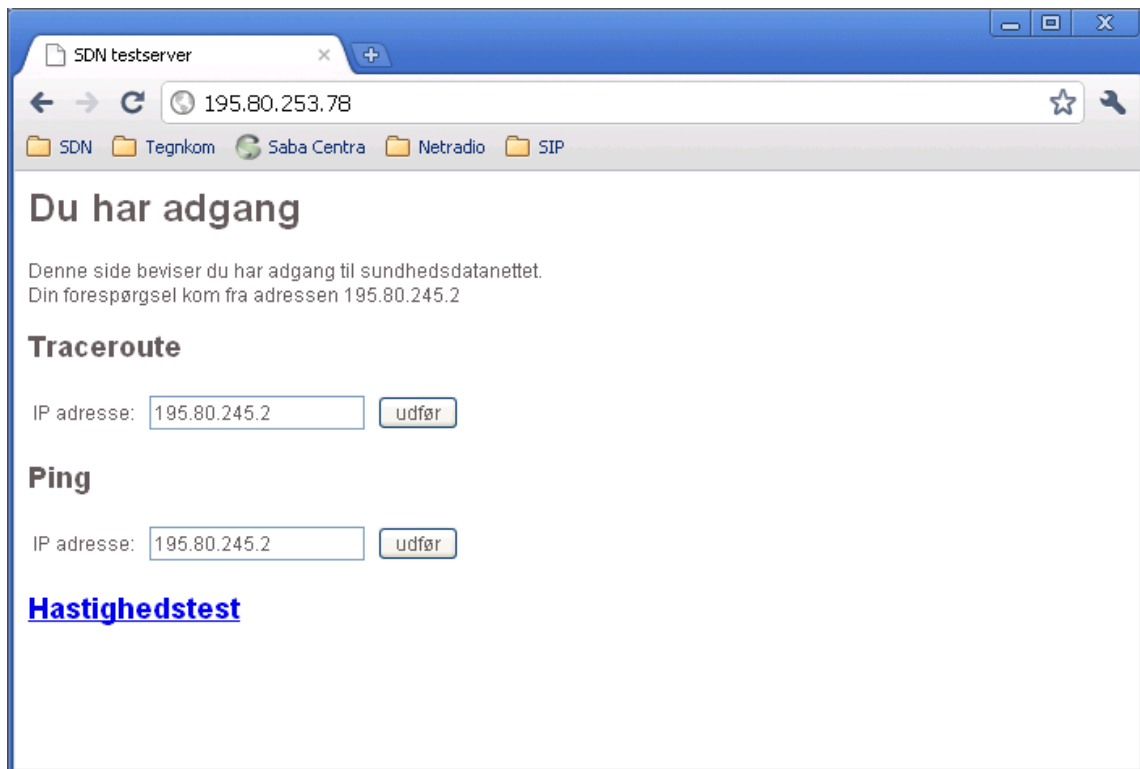 SDN testserver
195.80.253.78
SDN Tegnkom Saba Centra Netradio SIP
Du har adgang
Denne side beviser du har adgang til sundhedsdatanettet.
Din forespørgsel kom fra adressen 195.80.245.2
Traceroute
IP adresse: 195.80.245.2 udfør
Ping
IP adresse: 195.80.245.2 udfør
Hastighedstest